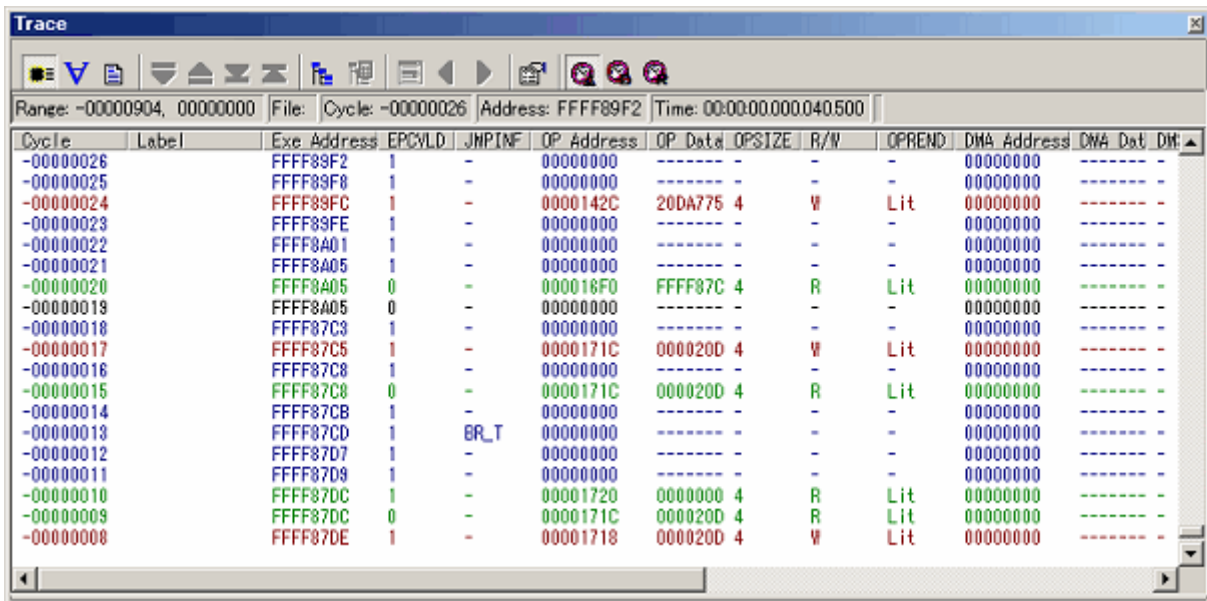 Trace
Range: -00000904, 00000000 File: Cycle: -00000026 Address: FFFF89F2 Time: 00:00:00.000.040.500
Cycle Label Exe Address EPCVLD JMPINF OP Address OP Data OPSIZE R/W OPREND DMA Address DMA Dat DM
-00000026 FFFF89F2 1 - 00000000 ------- - - - 00000000 ------- -
-00000025 FFFF89F8 1 - 00000000 ------- - - - 00000000 ------- -
-00000024 FFFF89FC 1 - 0000142C 20DA775 4 W Lit 00000000 ------- -
-00000023 FFFF89FE 1 - 00000000 ------- - - - 00000000 ------- -
-00000022 FFFF8A01 1 - 00000000 ------- - - - 00000000 ------- -
-00000021 FFFF8A05 1 - 00000000 ------- - - - 00000000 ------- -
-00000020 FFFF8A05 0 - 000016F0 FFFF87C 4 R Lit 00000000 ------- -
-00000019 FFFF8A05 0 - 00000000 ------- - - - 00000000 ------- -
-00000018 FFFF87C3 1 - 00000000 ------- - - - 00000000 ------- -
-00000017 FFFF87C5 1 - 0000171C 000020D 4 W Lit 00000000 ------- -
-00000016 FFFF87C8 1 - 00000000 ------- - - - 00000000 ------- -
-00000015 FFFF87C8 0 - 0000171C 000020D 4 R Lit 00000000 ------- -
-00000014 FFFF87CB 1 - 00000000 ------- - - - 00000000 ------- -
-00000013 FFFF87CD 1 BR_T 00000000 ------- - - - 00000000 ------- -
-00000012 FFFF87D7 1 - 00000000 ------- - - - 00000000 ------- -
-00000011 FFFF87D9 1 - 00000000 ------- - - - 00000000 ------- -
-00000010 FFFF87DC 1 - 00001720 0000000 4 R Lit 00000000 ------- -
-00000009 FFFF87DC 0 - 0000171C 000020D 4 R Lit 00000000 ------- -
-00000008 FFFF87DE 1 - 00001718 000020D 4 W Lit 00000000 ------- -